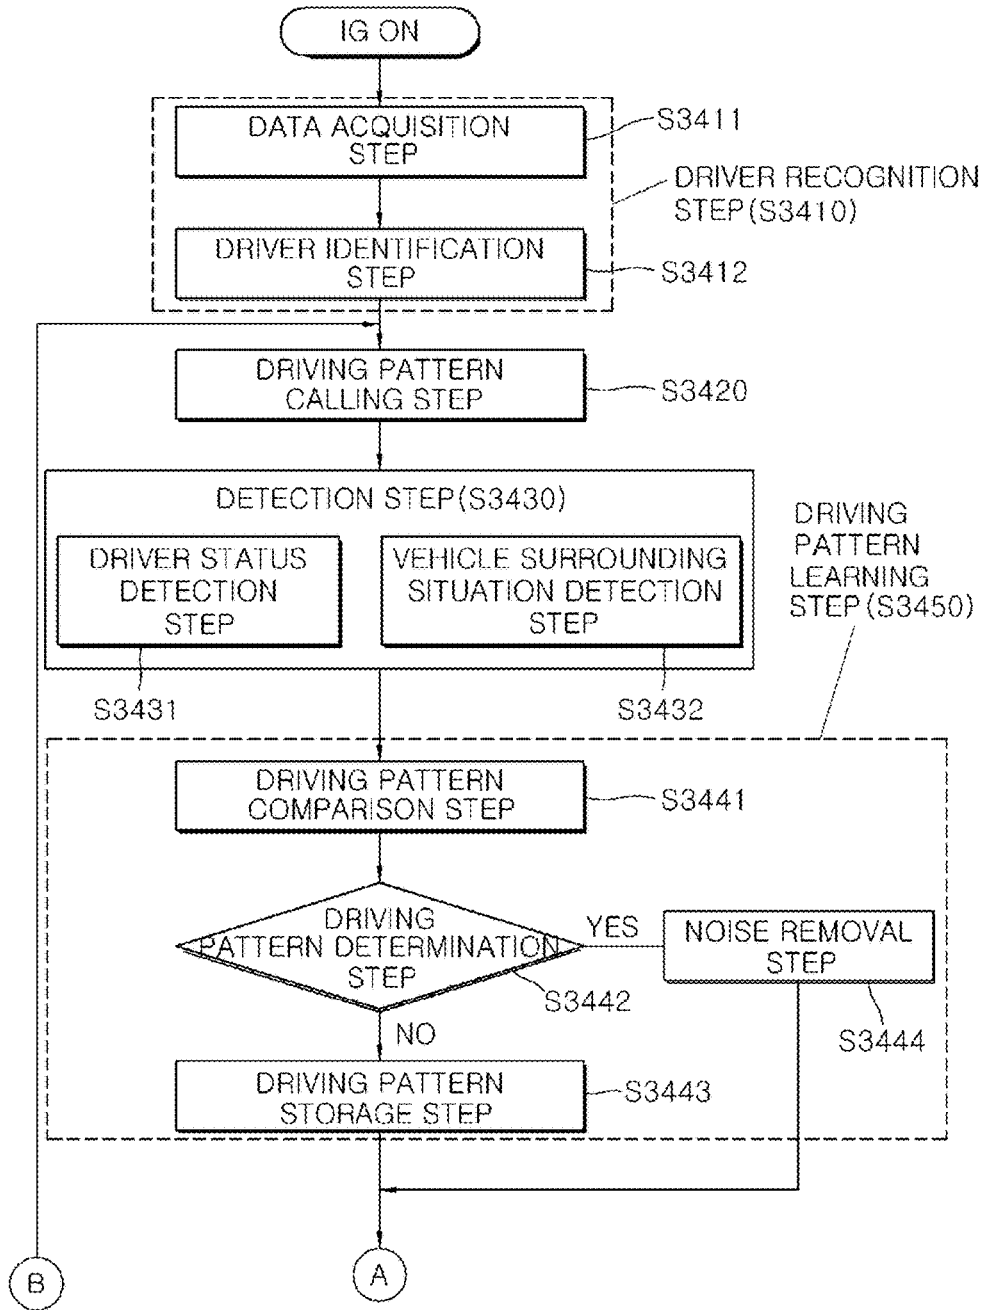 IG ON
DATA ACQUISITION
STEP
S3411
DRIVER RECOGNITION
STEP(S3410)
DRIVER IDENTIFICATION
STEP
S3412
DRIVING PATTERN
CALLING STEP
S3420
DETECTION STEP(S3430)
DRIVER STATUS
DETECTION
STEP
S3431
VEHICLE SURROUNDING
SITUATION DETECTION
STEP
S3432
DRIVING
PATTERN
LEARNING
STEP(S3450)
DRIVING PATTERN
COMPARISON STEP
S3441
DRIVING
PATTERN DETERMINATION
STEP
S3442
YES
NOISE REMOVAL
STEP
S3444
NO
DRIVING PATTERN
STORAGE STEP
S3443
B
A